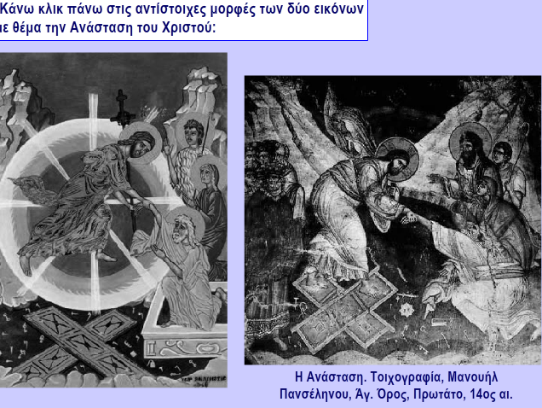 Κάνω κλικ πάνω στις αντίστοιχες μορφές των δύο εικόνων
με θέμα την Ανάσταση του Χριστού:
Η Ανάσταση. Τοιχογραφία, Μανουήλ
Πανσέληνου, Άγ. Όρος, Πρωτάτο, 14ος αι.